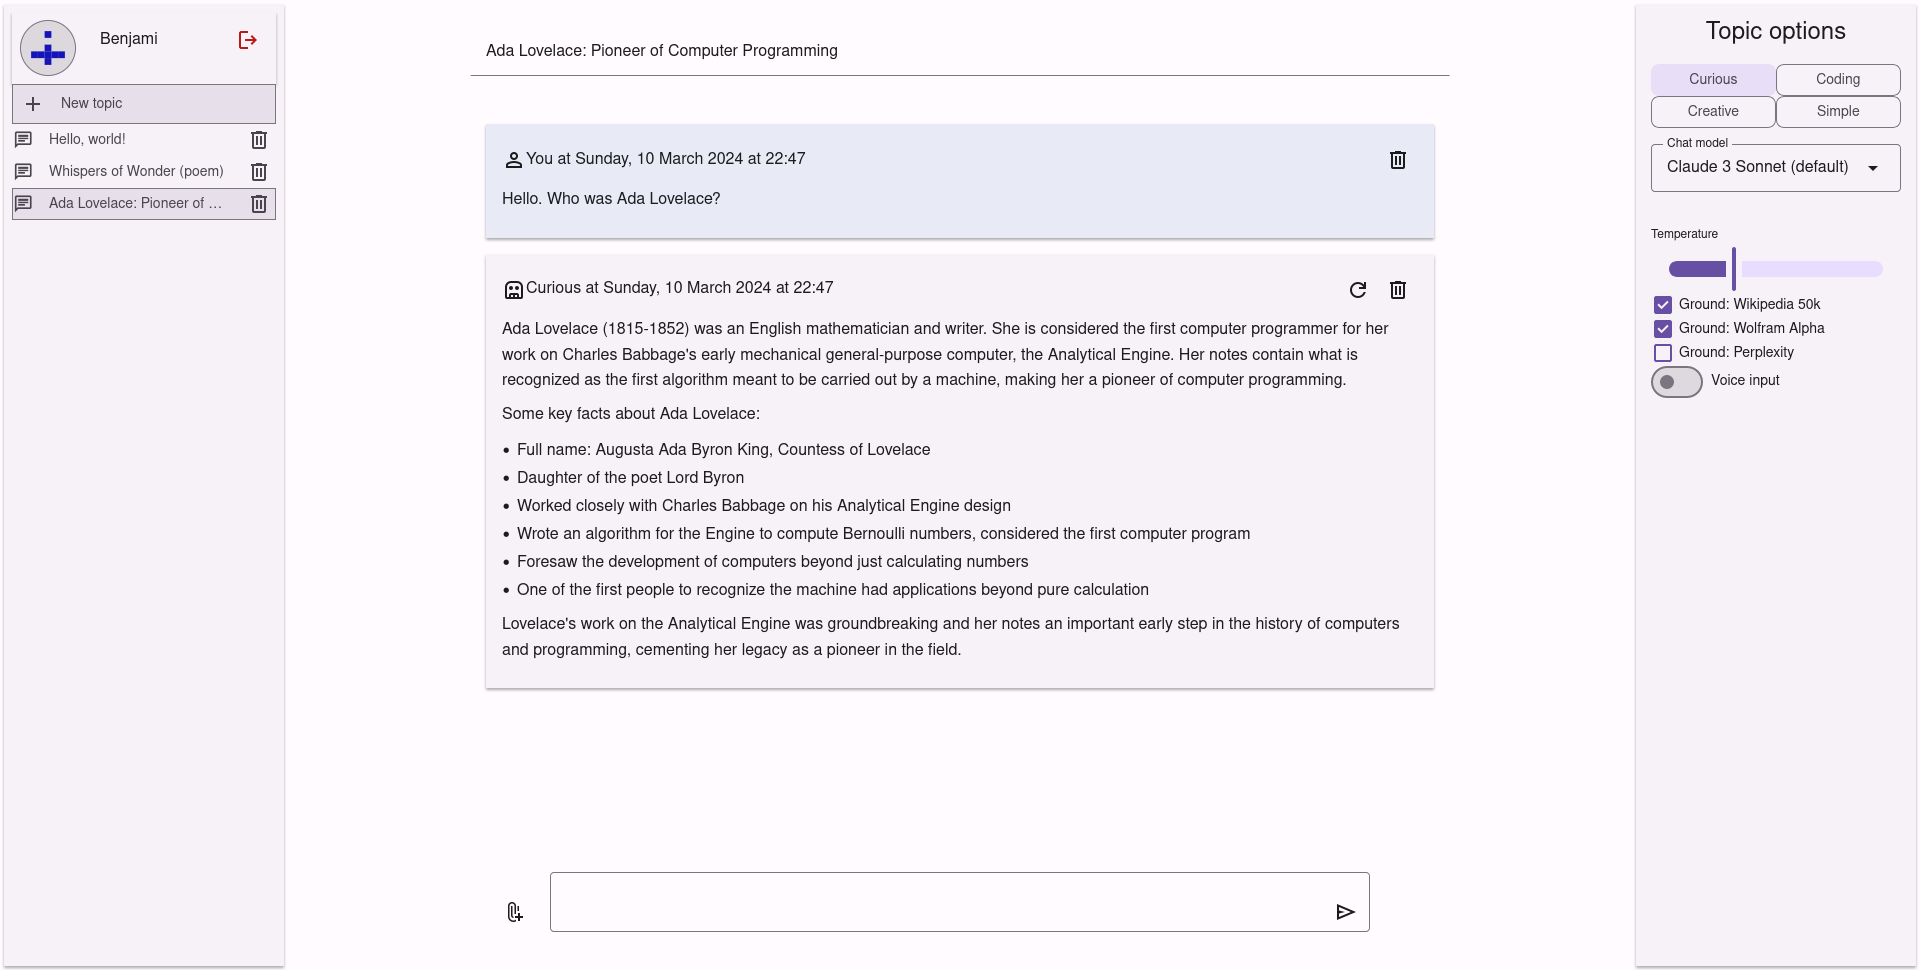 Benjami
New topic
Hello, world!
Whispers of Wonder (poem)
Ada Lovelace: Pioneer of …
Ada Lovelace: Pioneer of Computer Programming
You at Sunday, 10 March 2024 at 22:47
Hello. Who was Ada Lovelace?
Curious at Sunday, 10 March 2024 at 22:47
Ada Lovelace (1815-1852) was an English mathematician and writer. She is considered the first computer programmer for her
work on Charles Babbage's early mechanical general-purpose computer, the Analytical Engine. Her notes contain what is
recognized as the first algorithm meant to be carried out by a machine, making her a pioneer of computer programming.
Some key facts about Ada Lovelace:
• Full name: Augusta Ada Byron King, Countess of Lovelace
• Daughter of the poet Lord Byron
• Worked closely with Charles Babbage on his Analytical Engine design
• Wrote an algorithm for the Engine to compute Bernoulli numbers, considered the first computer program
• Foresaw the development of computers beyond just calculating numbers
• One of the first people to recognize the machine had applications beyond pure calculation
Lovelace's work on the Analytical Engine was groundbreaking and her notes an important early step in the history of computers
and programming, cementing her legacy as a pioneer in the field.
Topic options
Curious
Coding
Creative
Simple
Chat model
Claude 3 Sonnet (default)
Temperature
Ground: Wikipedia 50k
Ground: Wolfram Alpha
Ground: Perplexity
Voice input